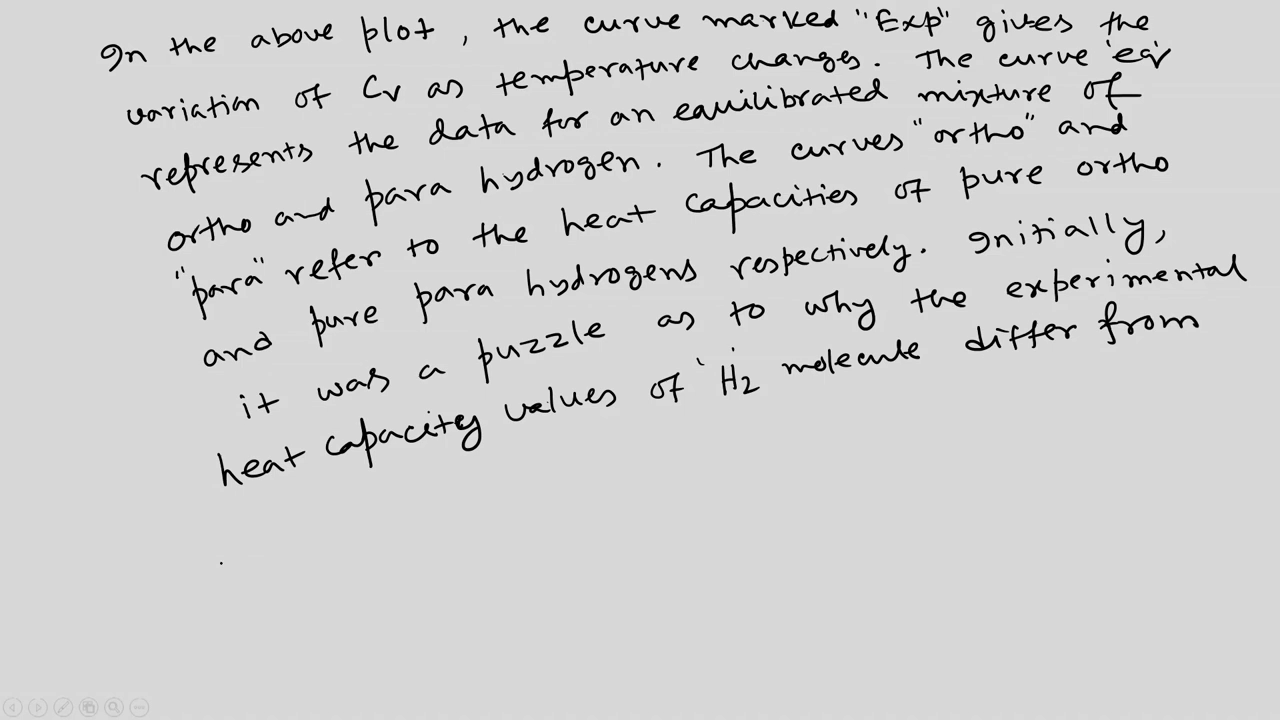 In the above plot, the curve marked "Exp" gives the
variation of Cv as temperature changes. The curve 'eq'
represents the data for an equilibrated mixture of
ortho and para hydrogen. The curves "ortho" and
"para" refer to the heat capacities of pure ortho
and pure para hydrogens respectively. Initially,
it was a puzzle as to why the experimental
heat capacity values of H2 molecule differ from